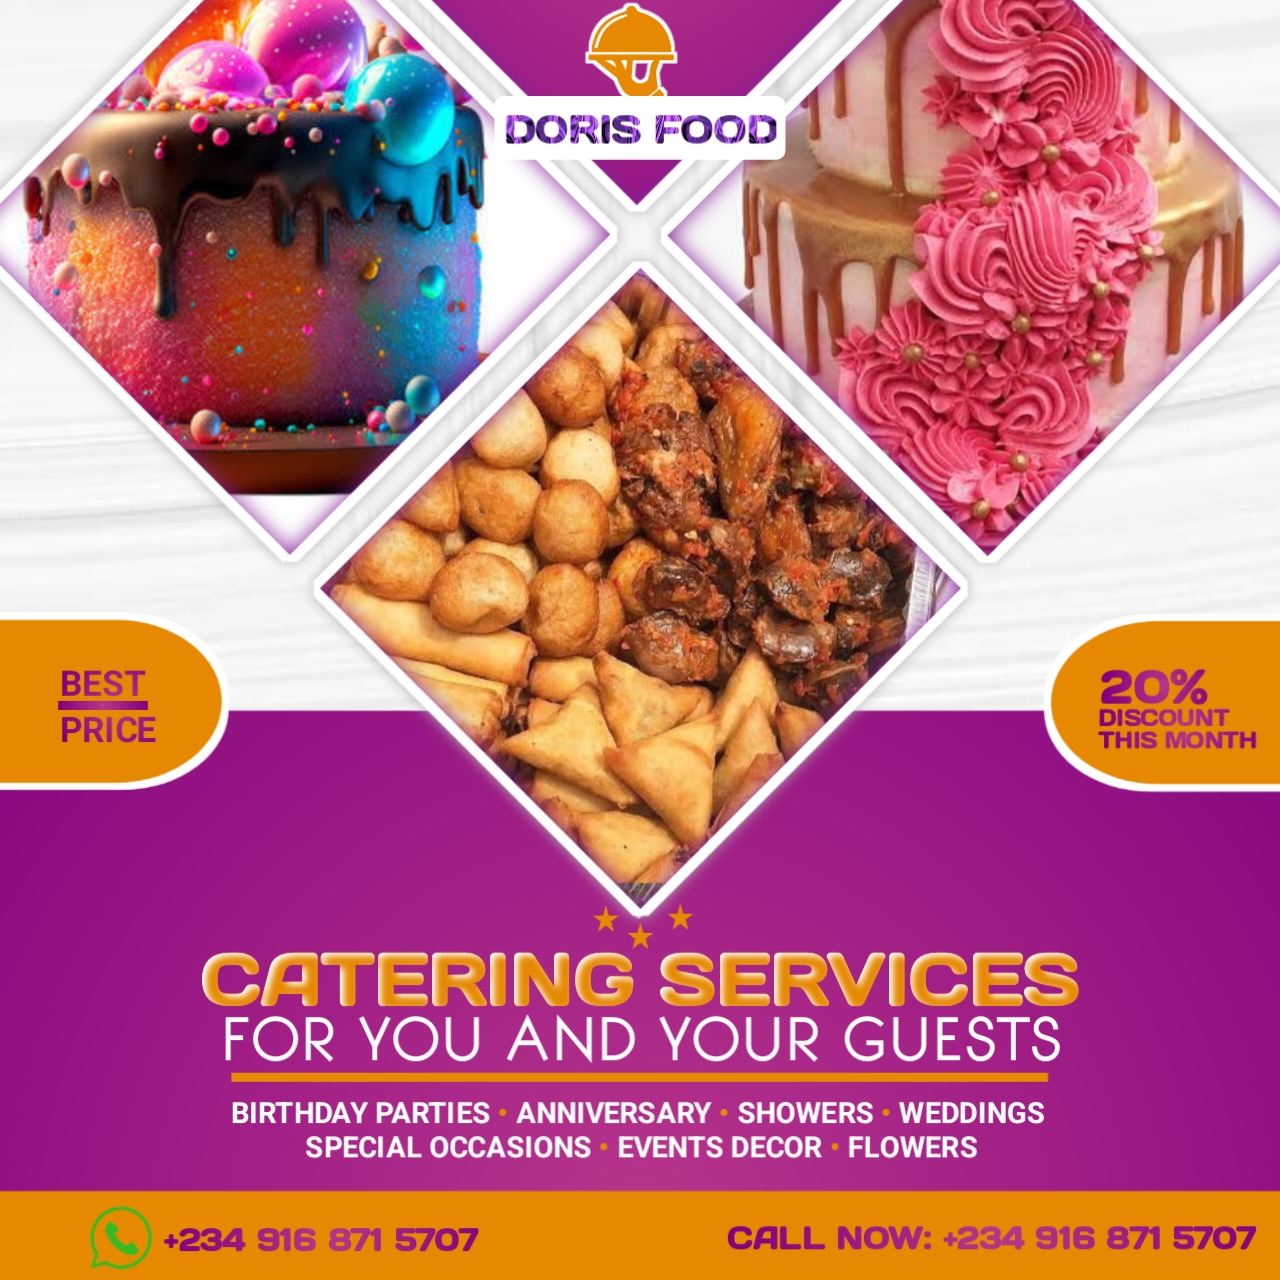 DORIS FOOD
BEST
PRICE
20%
DISCOUNT
THIS MONTH
CATERING SERVICES
FOR YOU AND YOUR GUESTS
BIRTHDAY PARTIES • ANNIVERSARY • SHOWERS • WEDDINGS
SPECIAL OCCASIONS • EVENTS DECOR • FLOWERS
+234 916 871 5707
CALL NOW: +234 916 871 5707